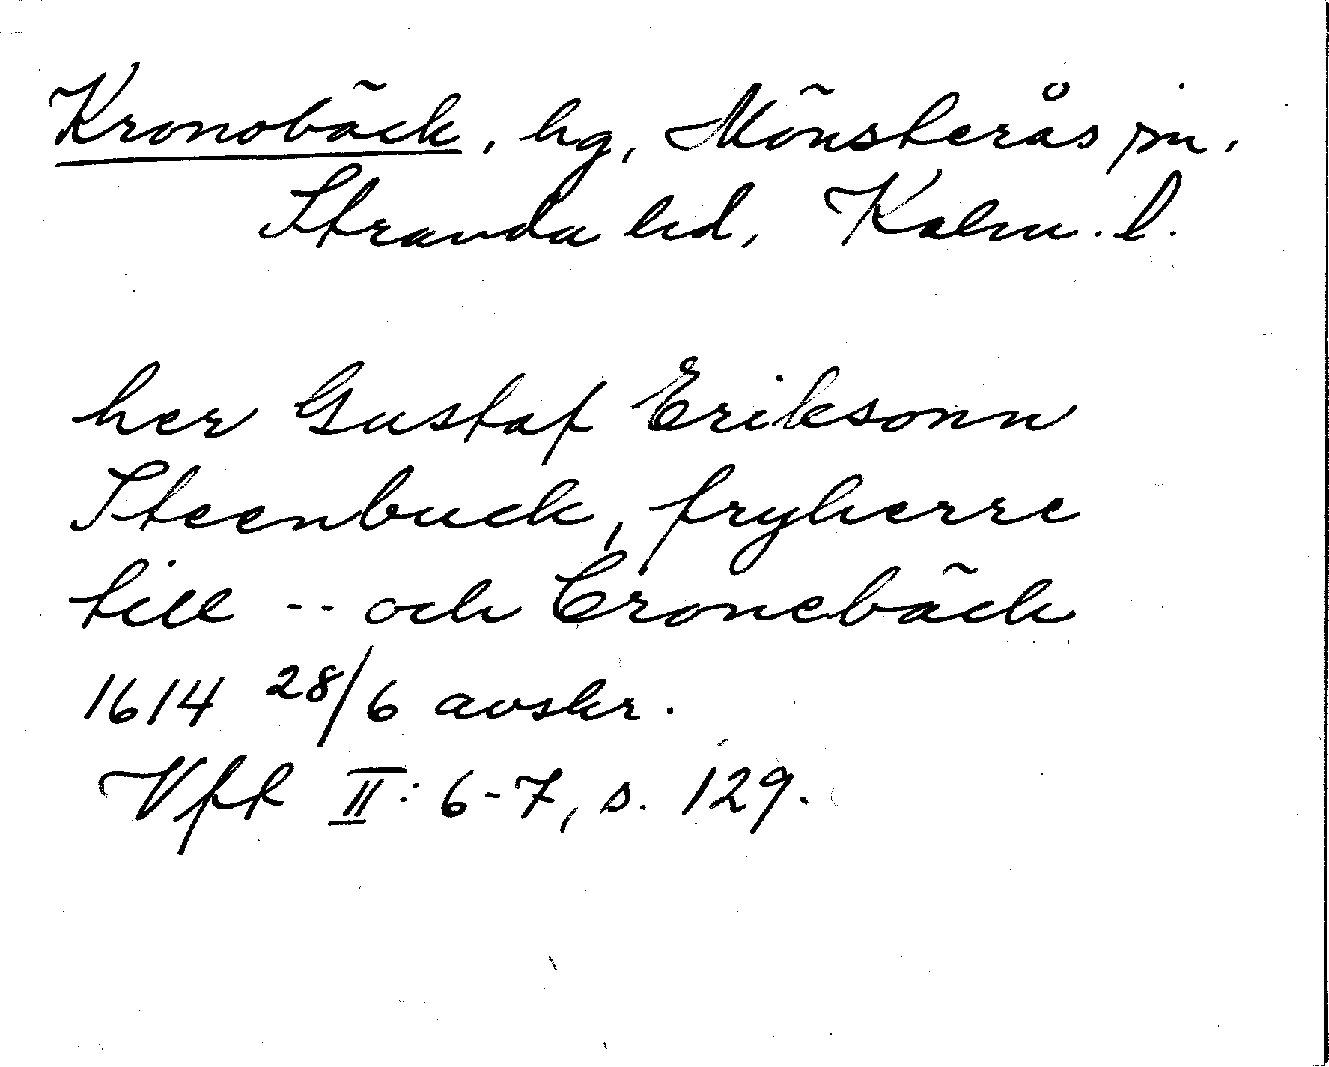 Kronobäck, hg, Mönsterås sn,
Stranda hd, Kalm. l.
her Gustaf Eriksonn
Steenbuck, fryherre
till -- och Cronebäck
1614 28/6 avskr.
Vfft II: 6-7, s. 129.